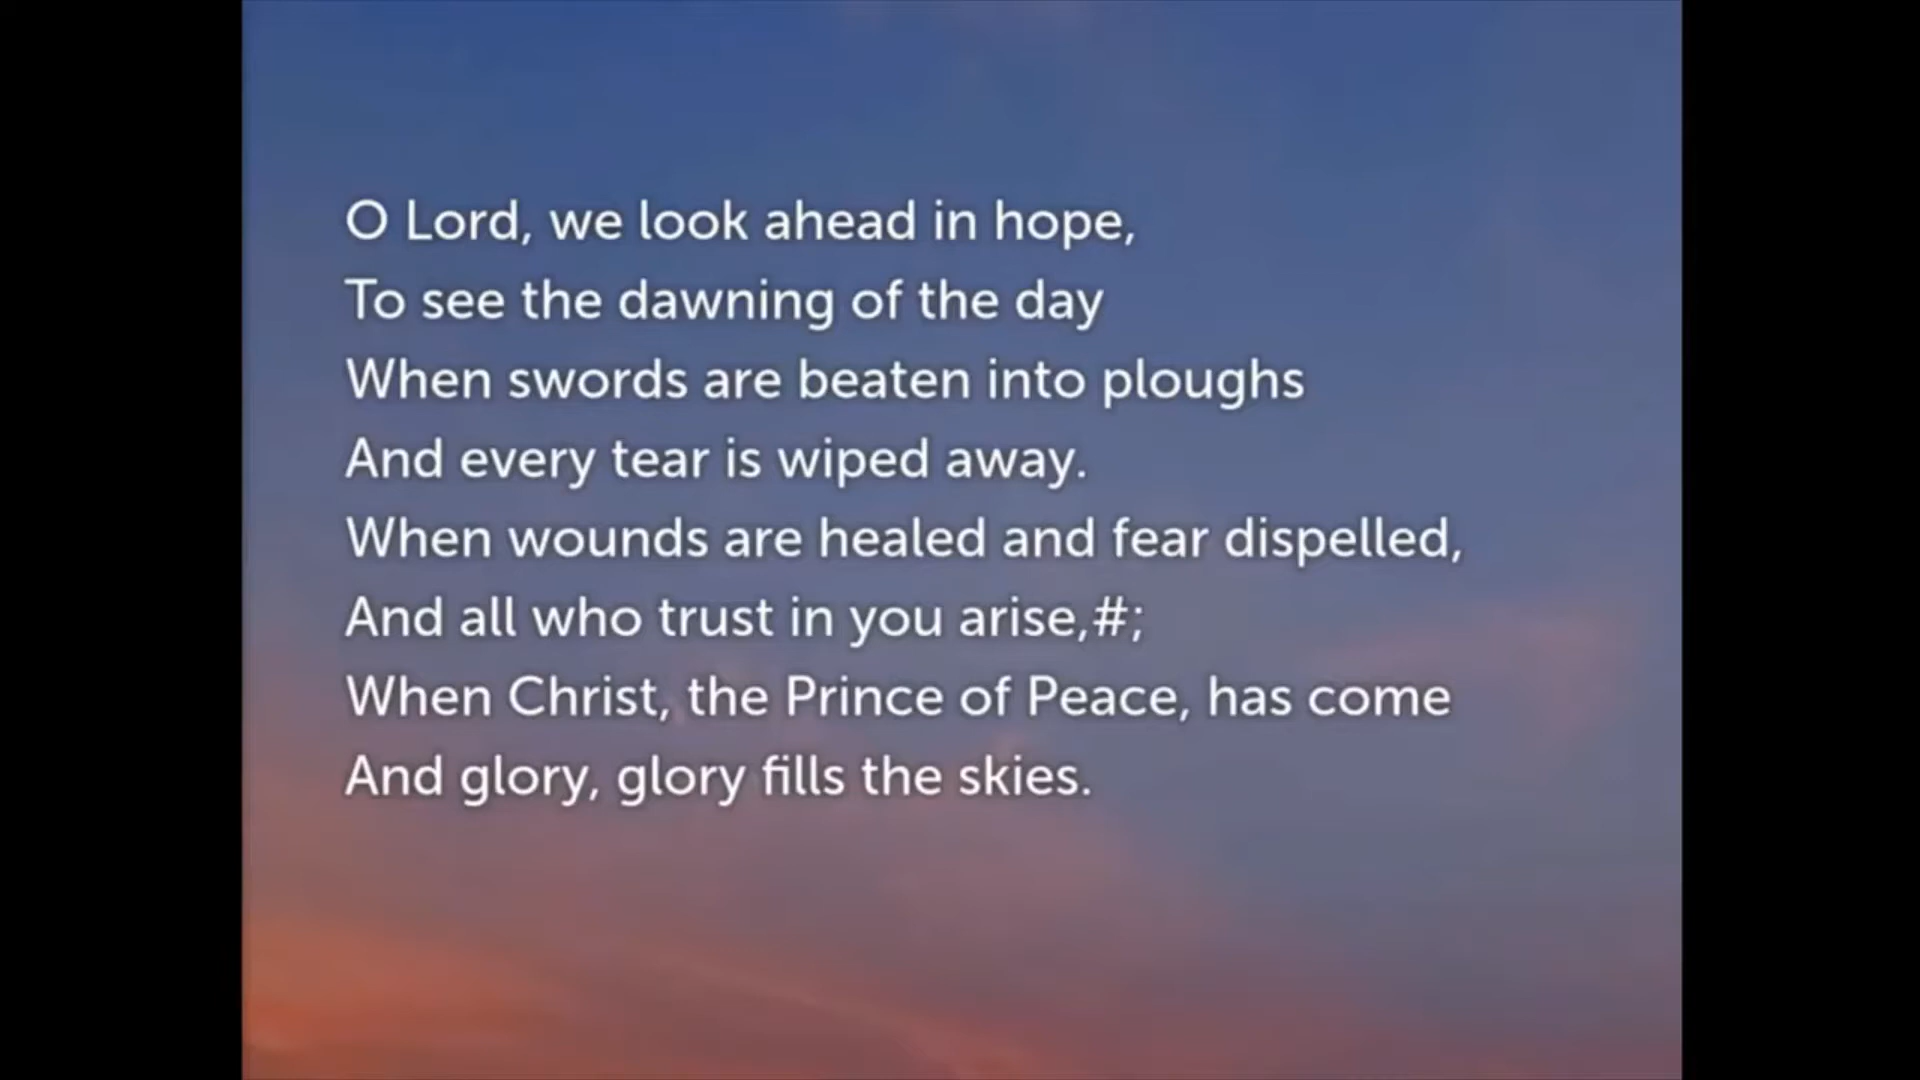 O Lord, we look ahead in hope,
To see the dawning of the day
When swords are beaten into ploughs
And every tear is wiped away.
When wounds are healed and fear dispelled,
And all who trust in you arise,#;
When Christ, the Prince of Peace, has come
And glory, glory fills the skies.